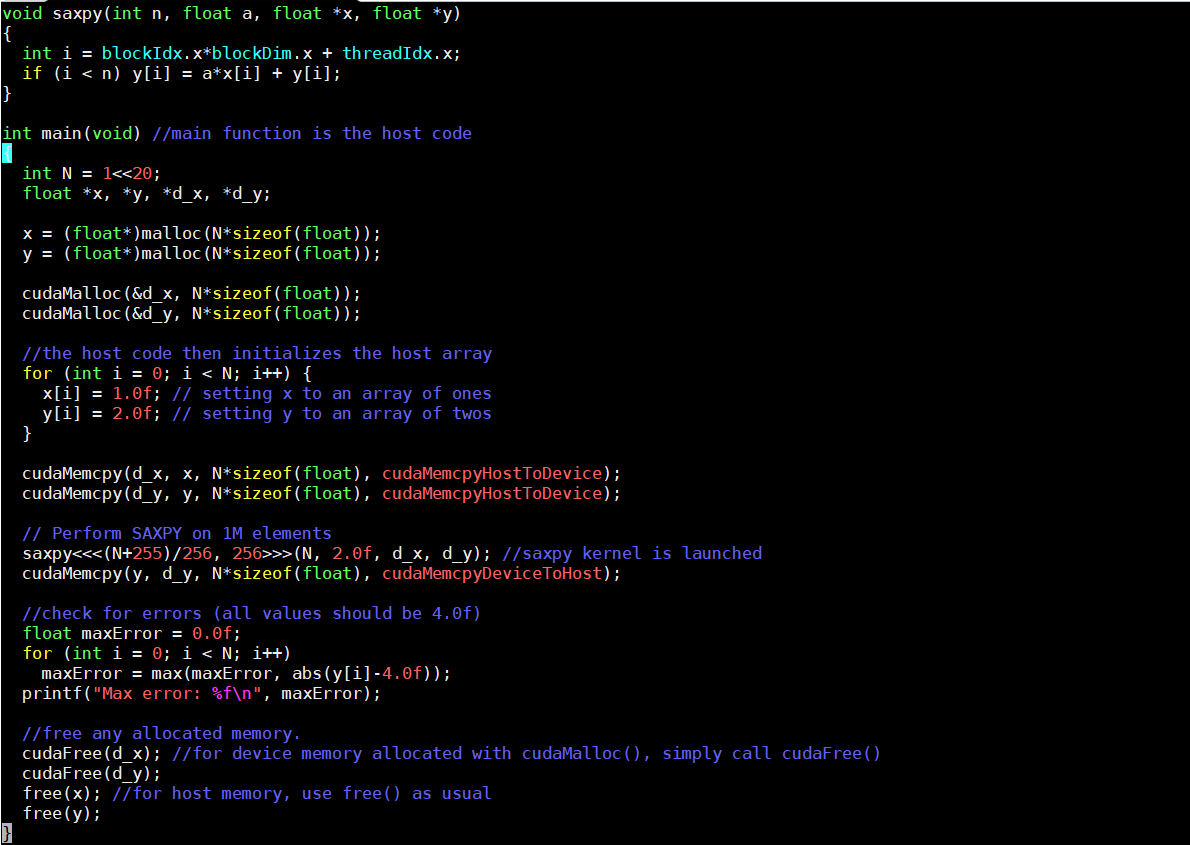 void saxpy(int n, float a, float *x, float *y)
{
  int i = blockIdx.x*blockDim.x + threadIdx.x;
  if (i < n) y[i] = a*x[i] + y[i];
}

int main(void) //main function is the host code
{
  int N = 1<<20;
  float *x, *y, *d_x, *d_y;

  x = (float*)malloc(N*sizeof(float));
  y = (float*)malloc(N*sizeof(float));

  cudaMalloc(&d_x, N*sizeof(float));
  cudaMalloc(&d_y, N*sizeof(float));

  //the host code then initializes the host array
  for (int i = 0; i < N; i++) {
    x[i] = 1.0f; // setting x to an array of ones
    y[i] = 2.0f; // setting y to an array of twos
  }

  cudaMemcpy(d_x, x, N*sizeof(float), cudaMemcpyHostToDevice);
  cudaMemcpy(d_y, y, N*sizeof(float), cudaMemcpyHostToDevice);

  // Perform SAXPY on 1M elements
  saxpy<<<(N+255)/256, 256>>>(N, 2.0f, d_x, d_y); //saxpy kernel is launched
  cudaMemcpy(y, d_y, N*sizeof(float), cudaMemcpyDeviceToHost);

  //check for errors (all values should be 4.0f)
  float maxError = 0.0f;
  for (int i = 0; i < N; i++)
    maxError = max(maxError, abs(y[i]-4.0f));
  printf("Max error: %f\n", maxError);

  //free any allocated memory.
  cudaFree(d_x); //for device memory allocated with cudaMalloc(), simply call cudaFree()
  cudaFree(d_y);
  free(x); //for host memory, use free() as usual
  free(y);
}